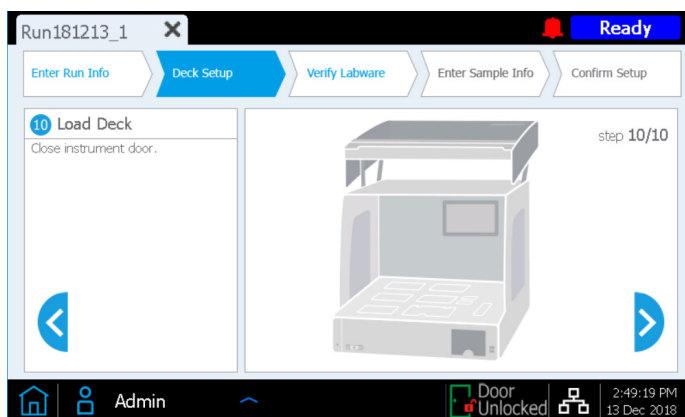 Run181213_1
Ready
Enter Run Info
Deck Setup
Verify Labware
Enter Sample Info
Confirm Setup
10 Load Deck
Close instrument door.
step 10/10
Admin
Door
Unlocked
2:49:19 PM
13 Dec 2018